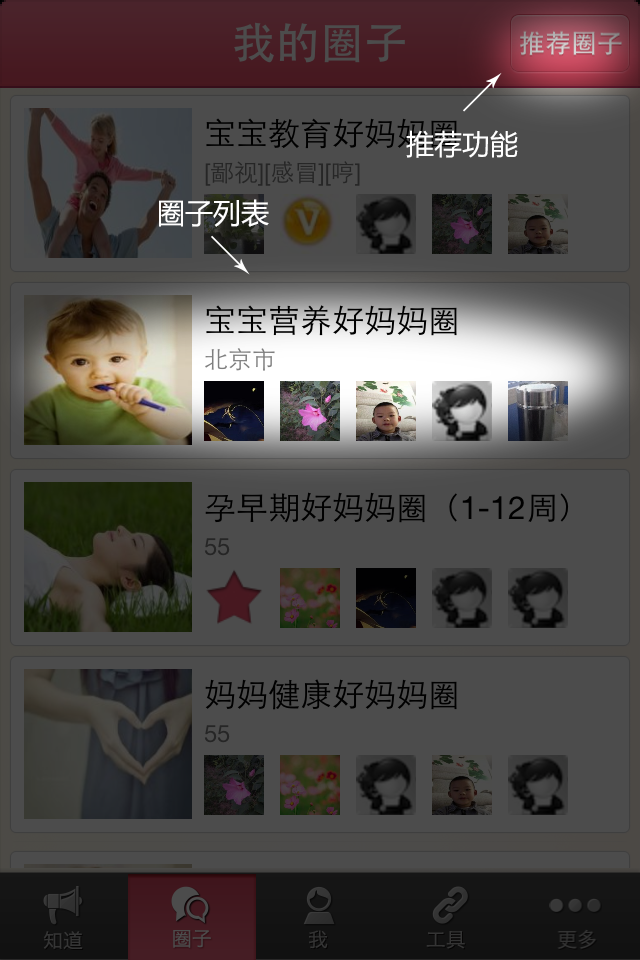 我的圈子
推荐圈子
宝宝教育好妈妈圈
推荐功能
[鄙视][感冒][哼]
圈子列表
V
宝宝营养好妈妈圈
北京市
孕早期好妈妈圈（1-12周）
55
妈妈健康好妈妈圈
55
知道
圈子
我
工具
更多